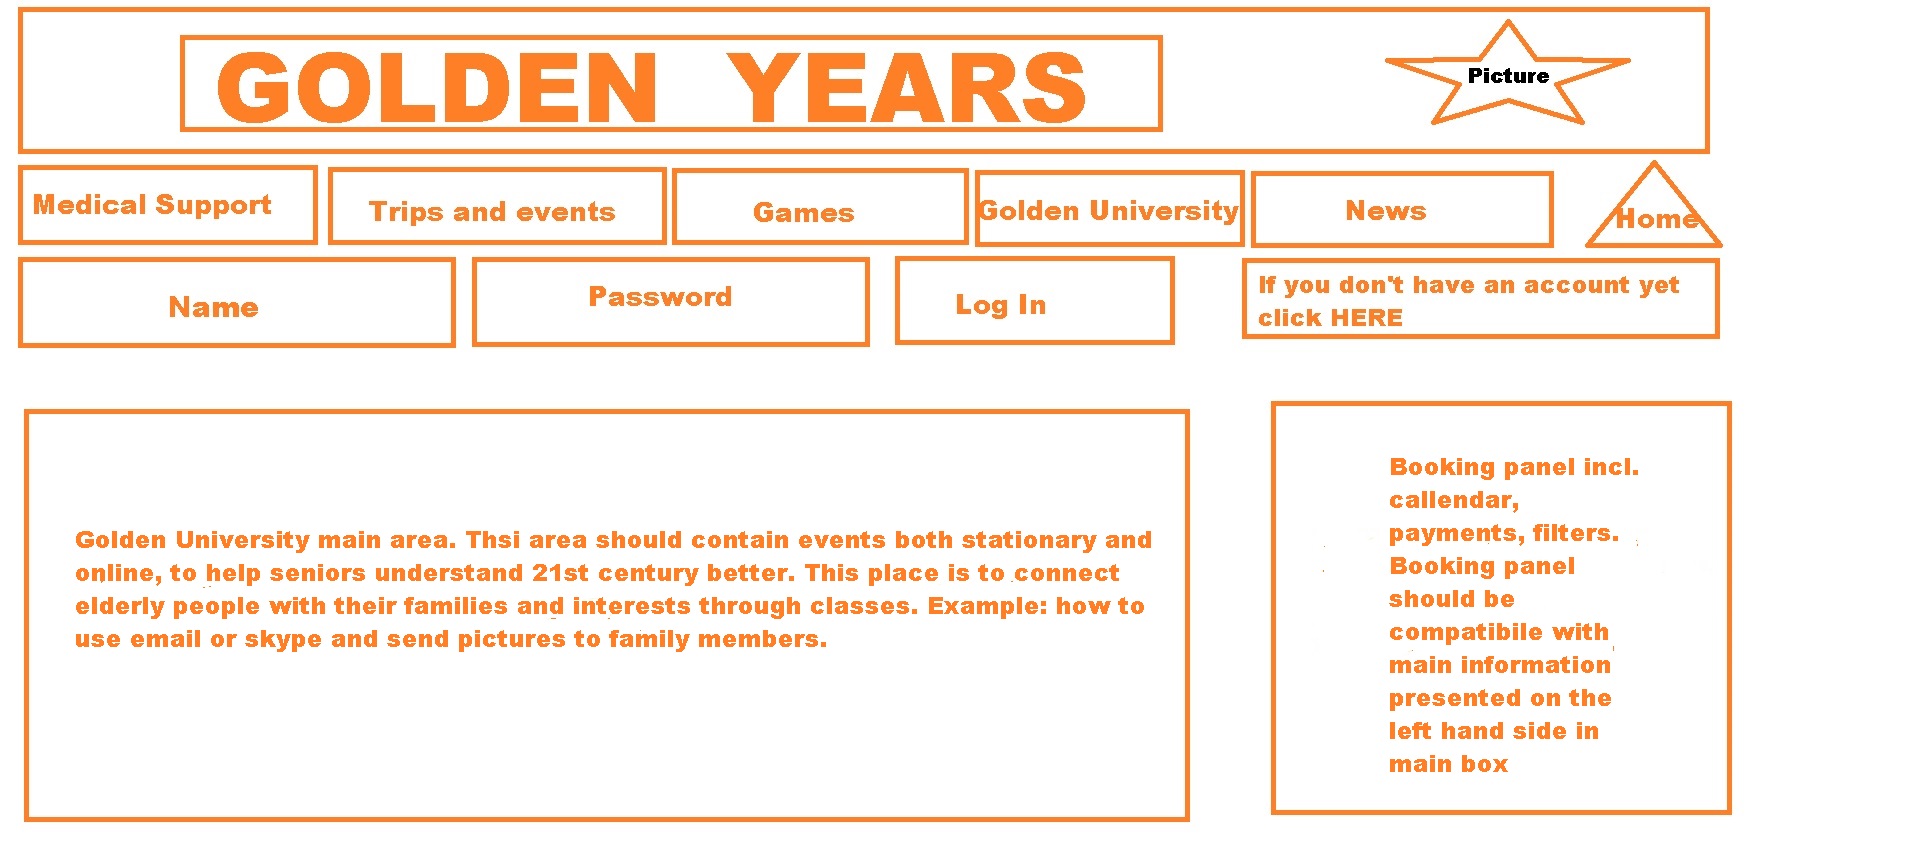 GOLDEN YEARS
Picture
Medical Support
Trips and events
Games
Golden University
News
Home
Name
Password
Log In
If you don't have an account yet
click HERE
Golden University main area. Thsi area should contain events both stationary and
online, to help seniors understand 21st century better. This place is to connect
elderly people with their families and interests through classes. Example: how to
use email or skype and send pictures to family members.
Booking panel incl.
callendar,
payments, filters.
Booking panel
should be
compatibile with
main information
presented on the
left hand side in
main box